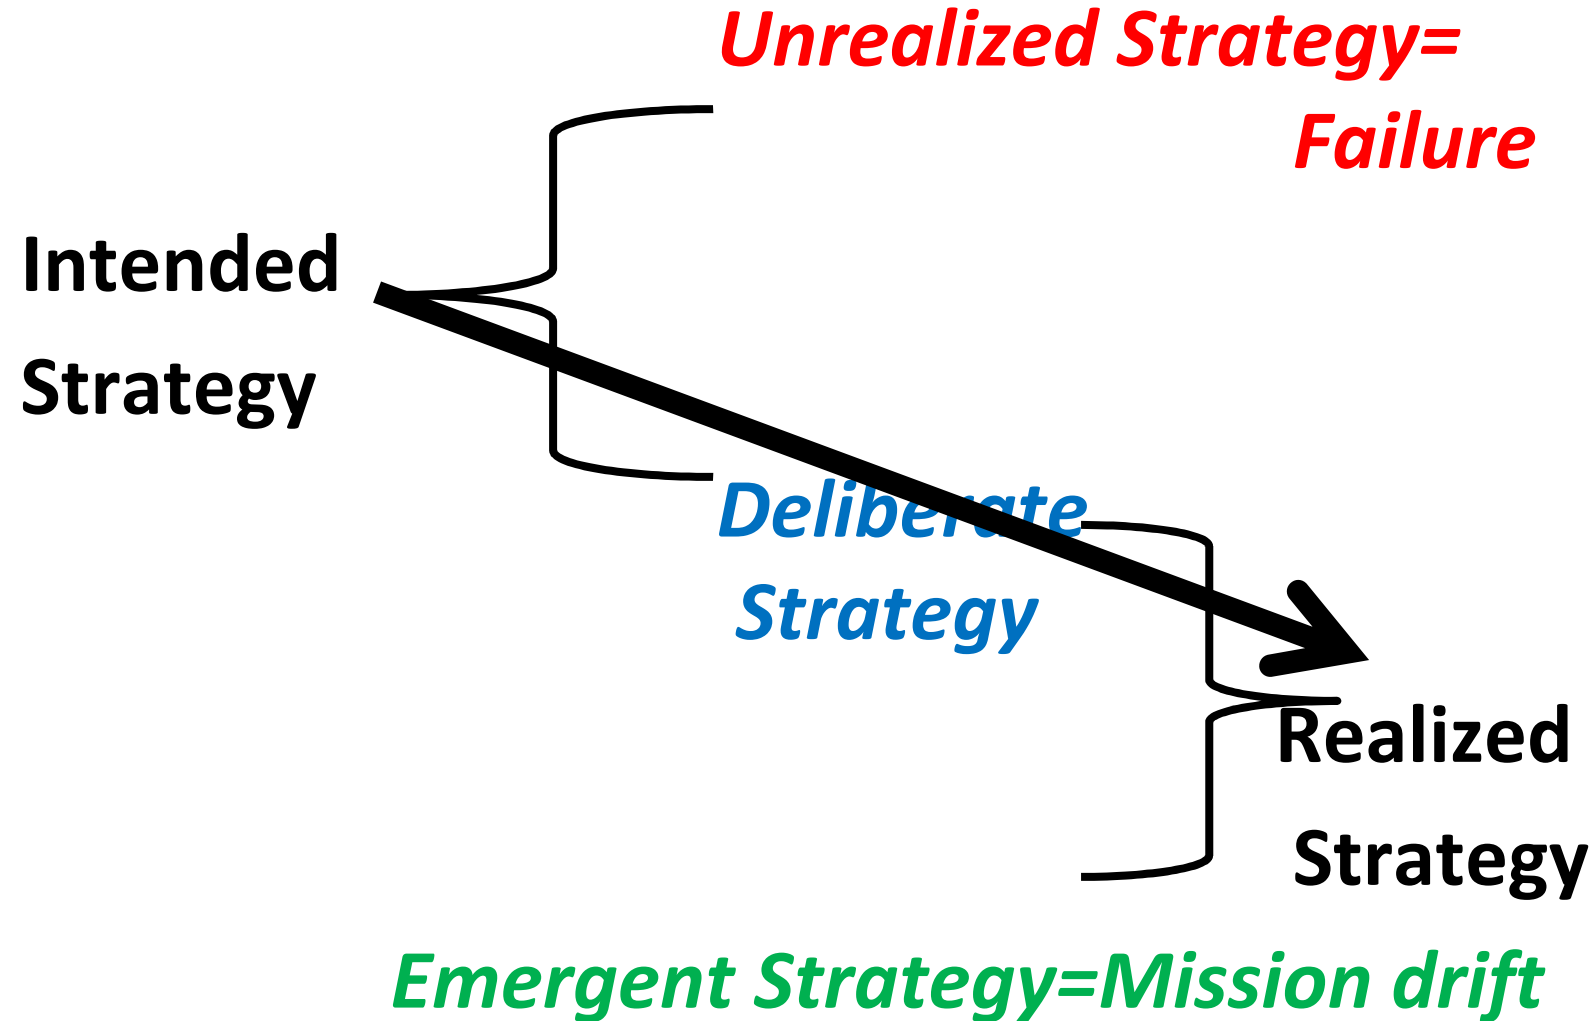 Unrealized Strategy=
Failure
Intended
Strategy
Deliberate
Strategy
Realized
Strategy
Emergent Strategy=Mission drift